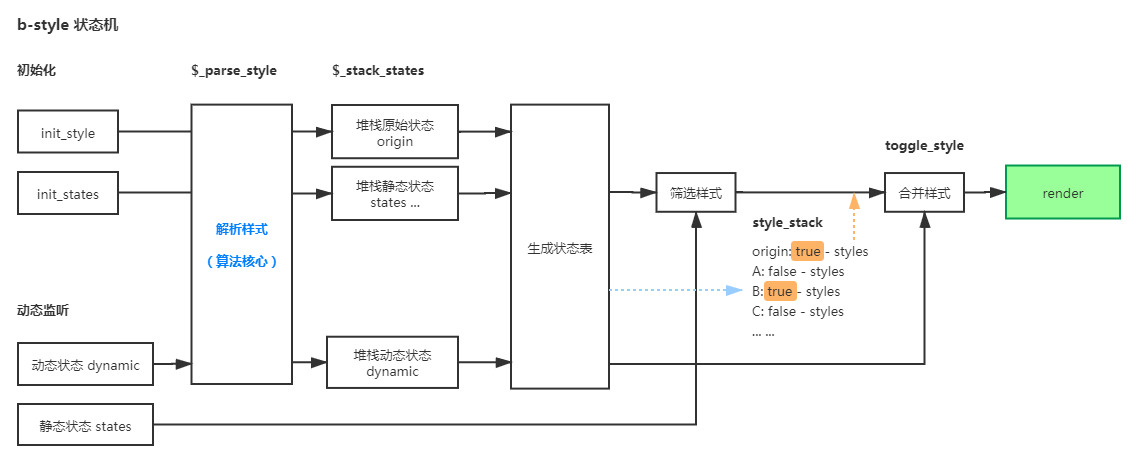 b-style 状态机
初始化
$_parse_style
$_stack_states
init_style
init_states
解析样式
（算法核心）
堆栈原始状态
origin
堆栈静态状态
states ...
生成状态表
筛选样式
toggle_style
合并样式
render
style_stack
origin: true - styles
A: false - styles
B: true - styles
C: false - styles
... ...
动态监听
动态状态 dynamic
堆栈动态状态
dynamic
静态状态 states